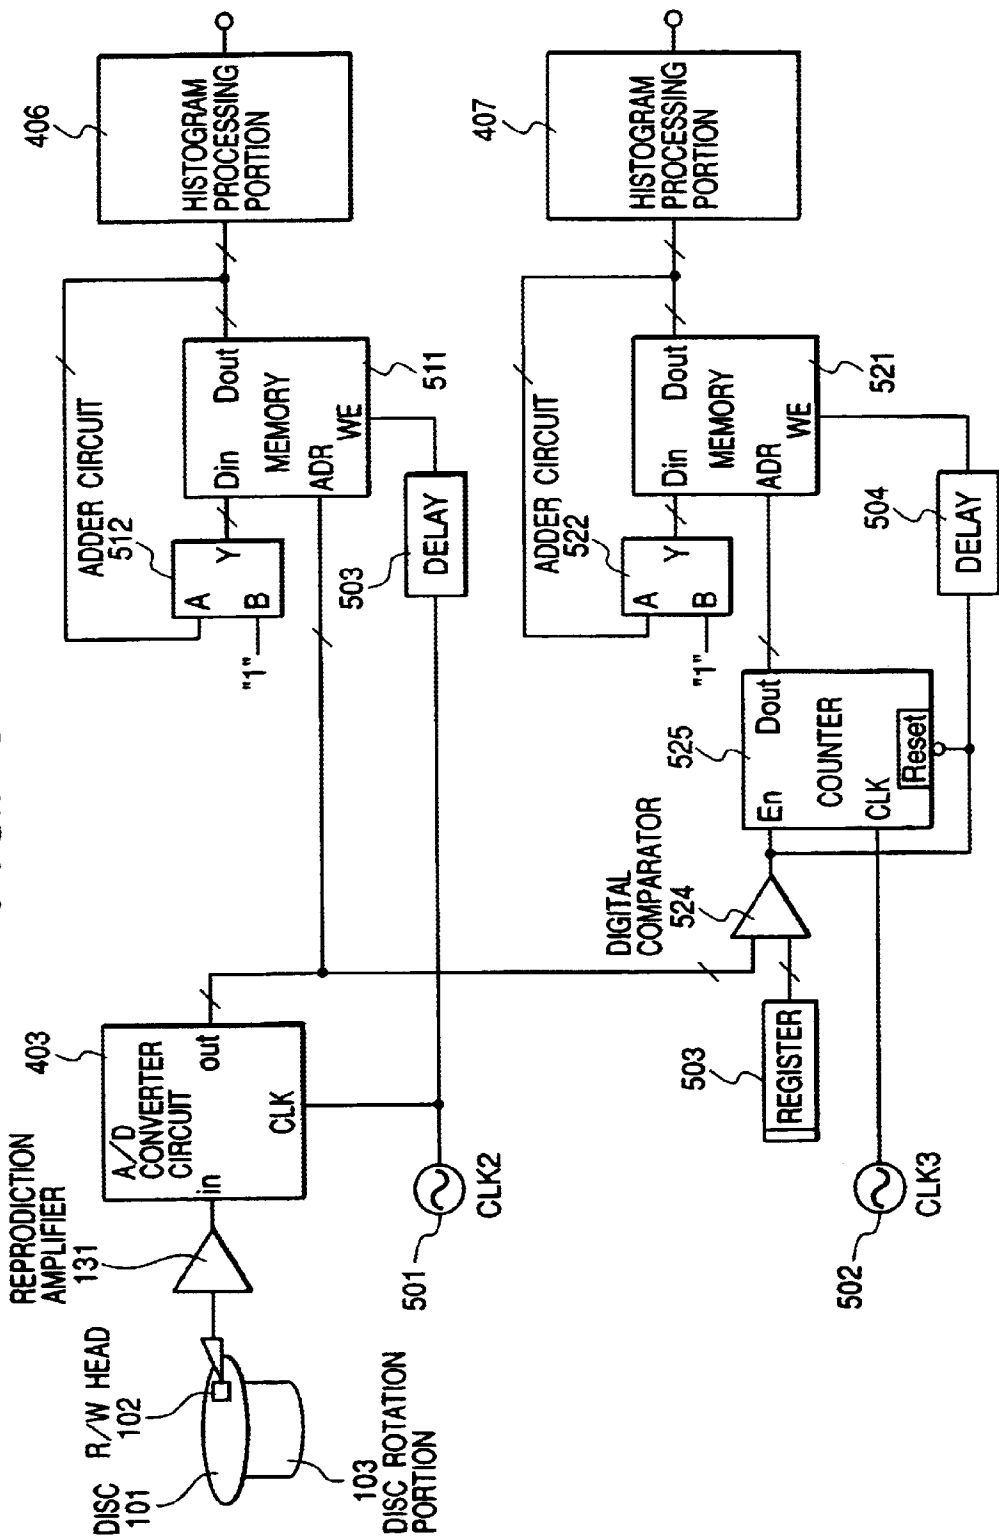 DISC
101
R/W HEAD
102
103
DISC ROTATION
PORTION
REPRODICTION
AMPLIFIER
131
403
A/D
CONVERTER
CIRCUIT
in
out
CLK
501
CLK2
ADDER CIRCUIT
512
A
B
Y
"1"
503
DELAY
Din
Dout
MEMORY
ADR
WE
511
406
HISTOGRAM
PROCESSING
PORTION
DIGITAL
COMPARATOR
524
503
REGISTER
502
CLK3
525
En
Dout
COUNTER
CLK
Reset
ADDER CIRCUIT
522
A
B
Y
"1"
504
DELAY
Din
Dout
MEMORY
ADR
WE
521
407
HISTOGRAM
PROCESSING
PORTION